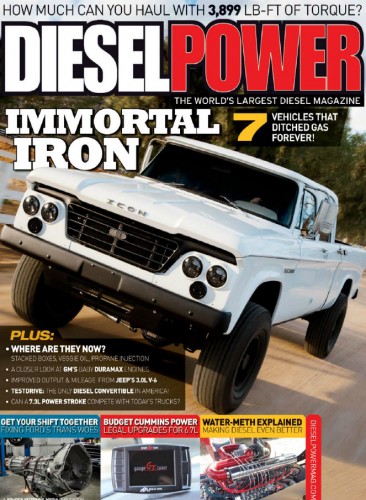 HOW MUCH CAN YOU HAUL WITH 3,899 LB-FT OF TORQUE?
DIESELPOWER
THE WORLD'S LARGEST DIESEL MAGAZINE
IMMORTAL
IRON
7 VEHICLES THAT
DITCHED GAS
FOREVER!
ICON
PLUS:
• WHERE ARE THEY NOW?
STACKED BOXES, VEGGIE OIL, PROPANE INJECTION
• A CLOSER LOOK AT GM'S BABY DURAMAX ENGINES
• IMPROVED OUTPUT & MILEAGE FROM JEEP'S 3.0L V-6
• TESTDRIVE: THE ONLY DIESEL CONVERTIBLE IN AMERICA!
• CAN A 7.3L POWER STROKE COMPETE WITH TODAY'S TRUCKS?
GET YOUR SHIFT TOGETHER
FIXING FORD'S TRANS WOES
BUDGET CUMMINS POWER
LEGAL UPGRADES FOR 6.7L
WATER-METH EXPLAINED
MAKING DIESEL EVEN BETTER
DIESELPOWERMAG.COM